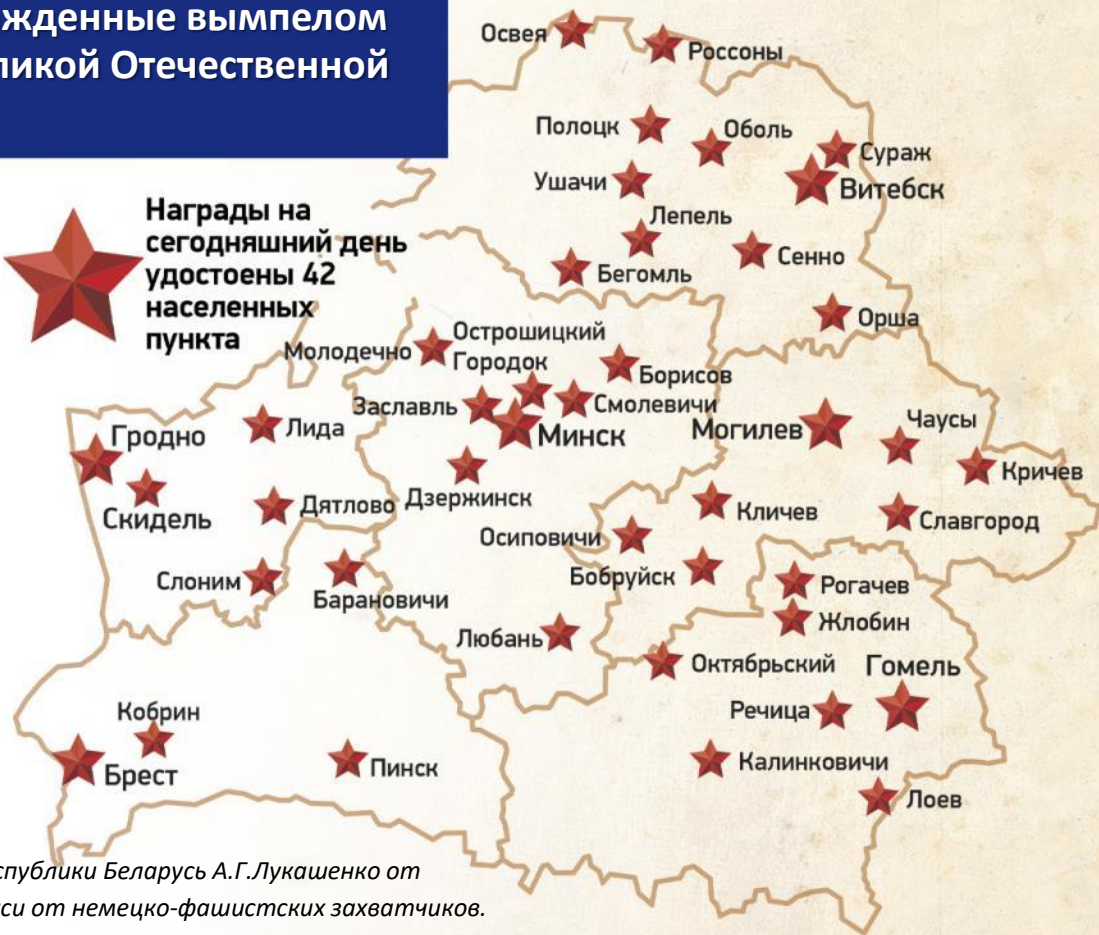 жденные вымпелом
ликой Отечественной
Награды на
сегодняшний день
удостоены 42
населенных
пункта
Освея
Россоны
Полоцк
Оболь
Сураж
Ушачи
Витебск
Лепель
Сенно
Бегомль
Орша
Острошицкий
Городок
Молодечно
Борисов
Заславль
Смолевичи
Минск
Могилев
Чаусы
Гродно
Лида
Кричев
Скидель
Дятлово
Дзержинск
Кличев
Славгород
Осиповичи
Слоним
Барановичи
Бобруйск
Рогачев
Жлобин
Любань
Октябрьский
Гомель
Кобрин
Речица
Брест
Пинск
Калинковичи
Лоев
спублики Беларусь А.Г.Лукашенко от
си от немецко-фашистских захватчиков.